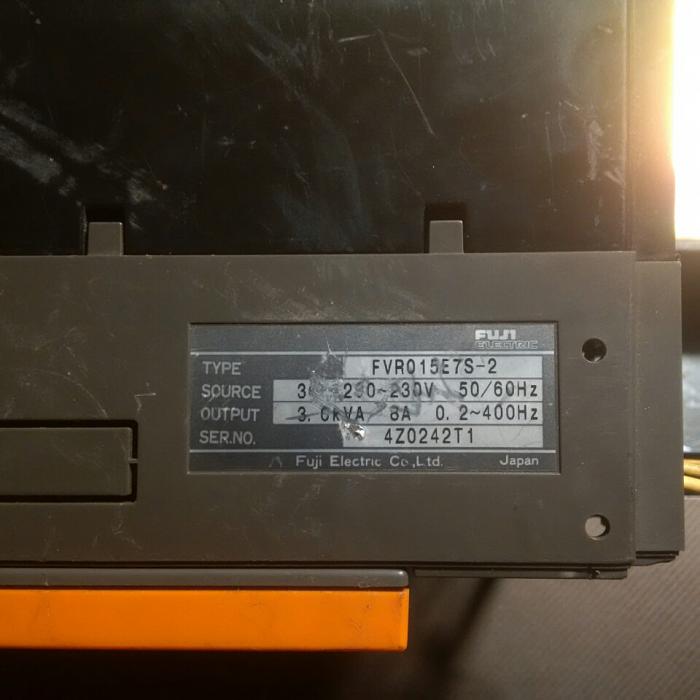 FUJI
ELECTRIC
TYPE FVR015E7S-2
SOURCE 50/60Hz
OUTPUT 8A 0.2~400Hz
SER.NO. 4Z0242T1
Fuji Electric Co.,Ltd. Japan